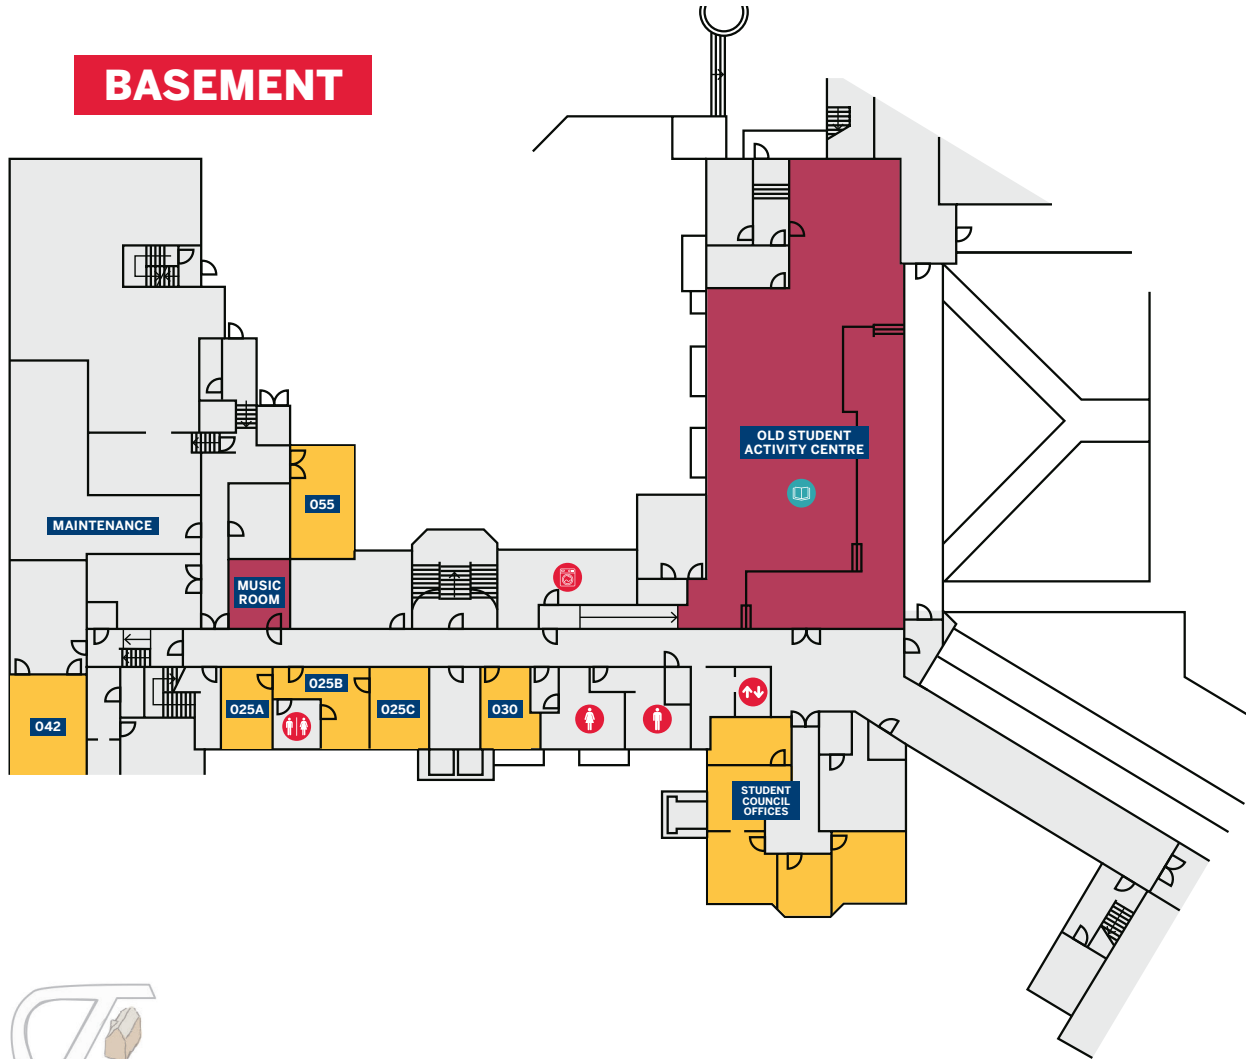 BASEMENT
OLD STUDENT
ACTIVITY CENTRE
055
MAINTENANCE
MUSIC
ROOM
025B
025A
025C
030
042
STUDENT
COUNCIL
OFFICES